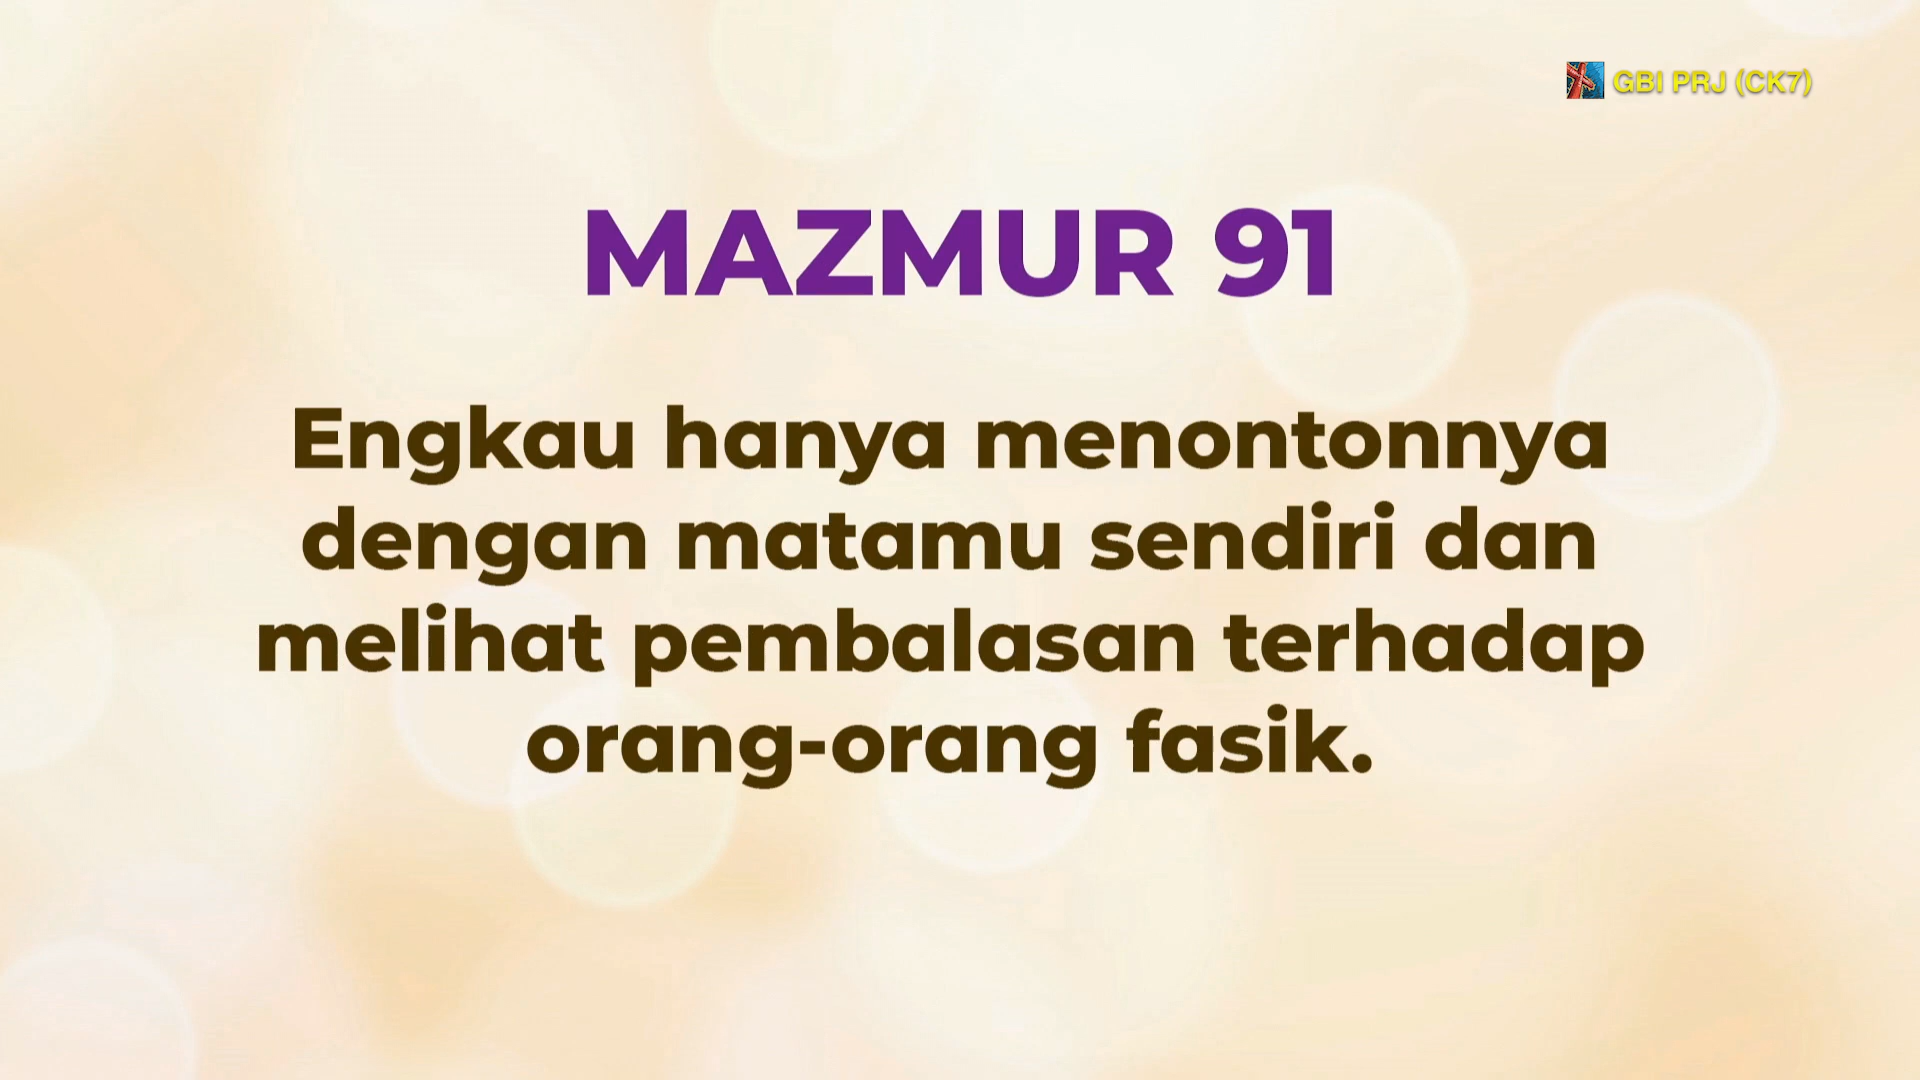 GBI PRJ (CK7)
MAZMUR 91
Engkau hanya menontonnya
dengan matamu sendiri dan
melihat pembalasan terhadap
orang-orang fasik.